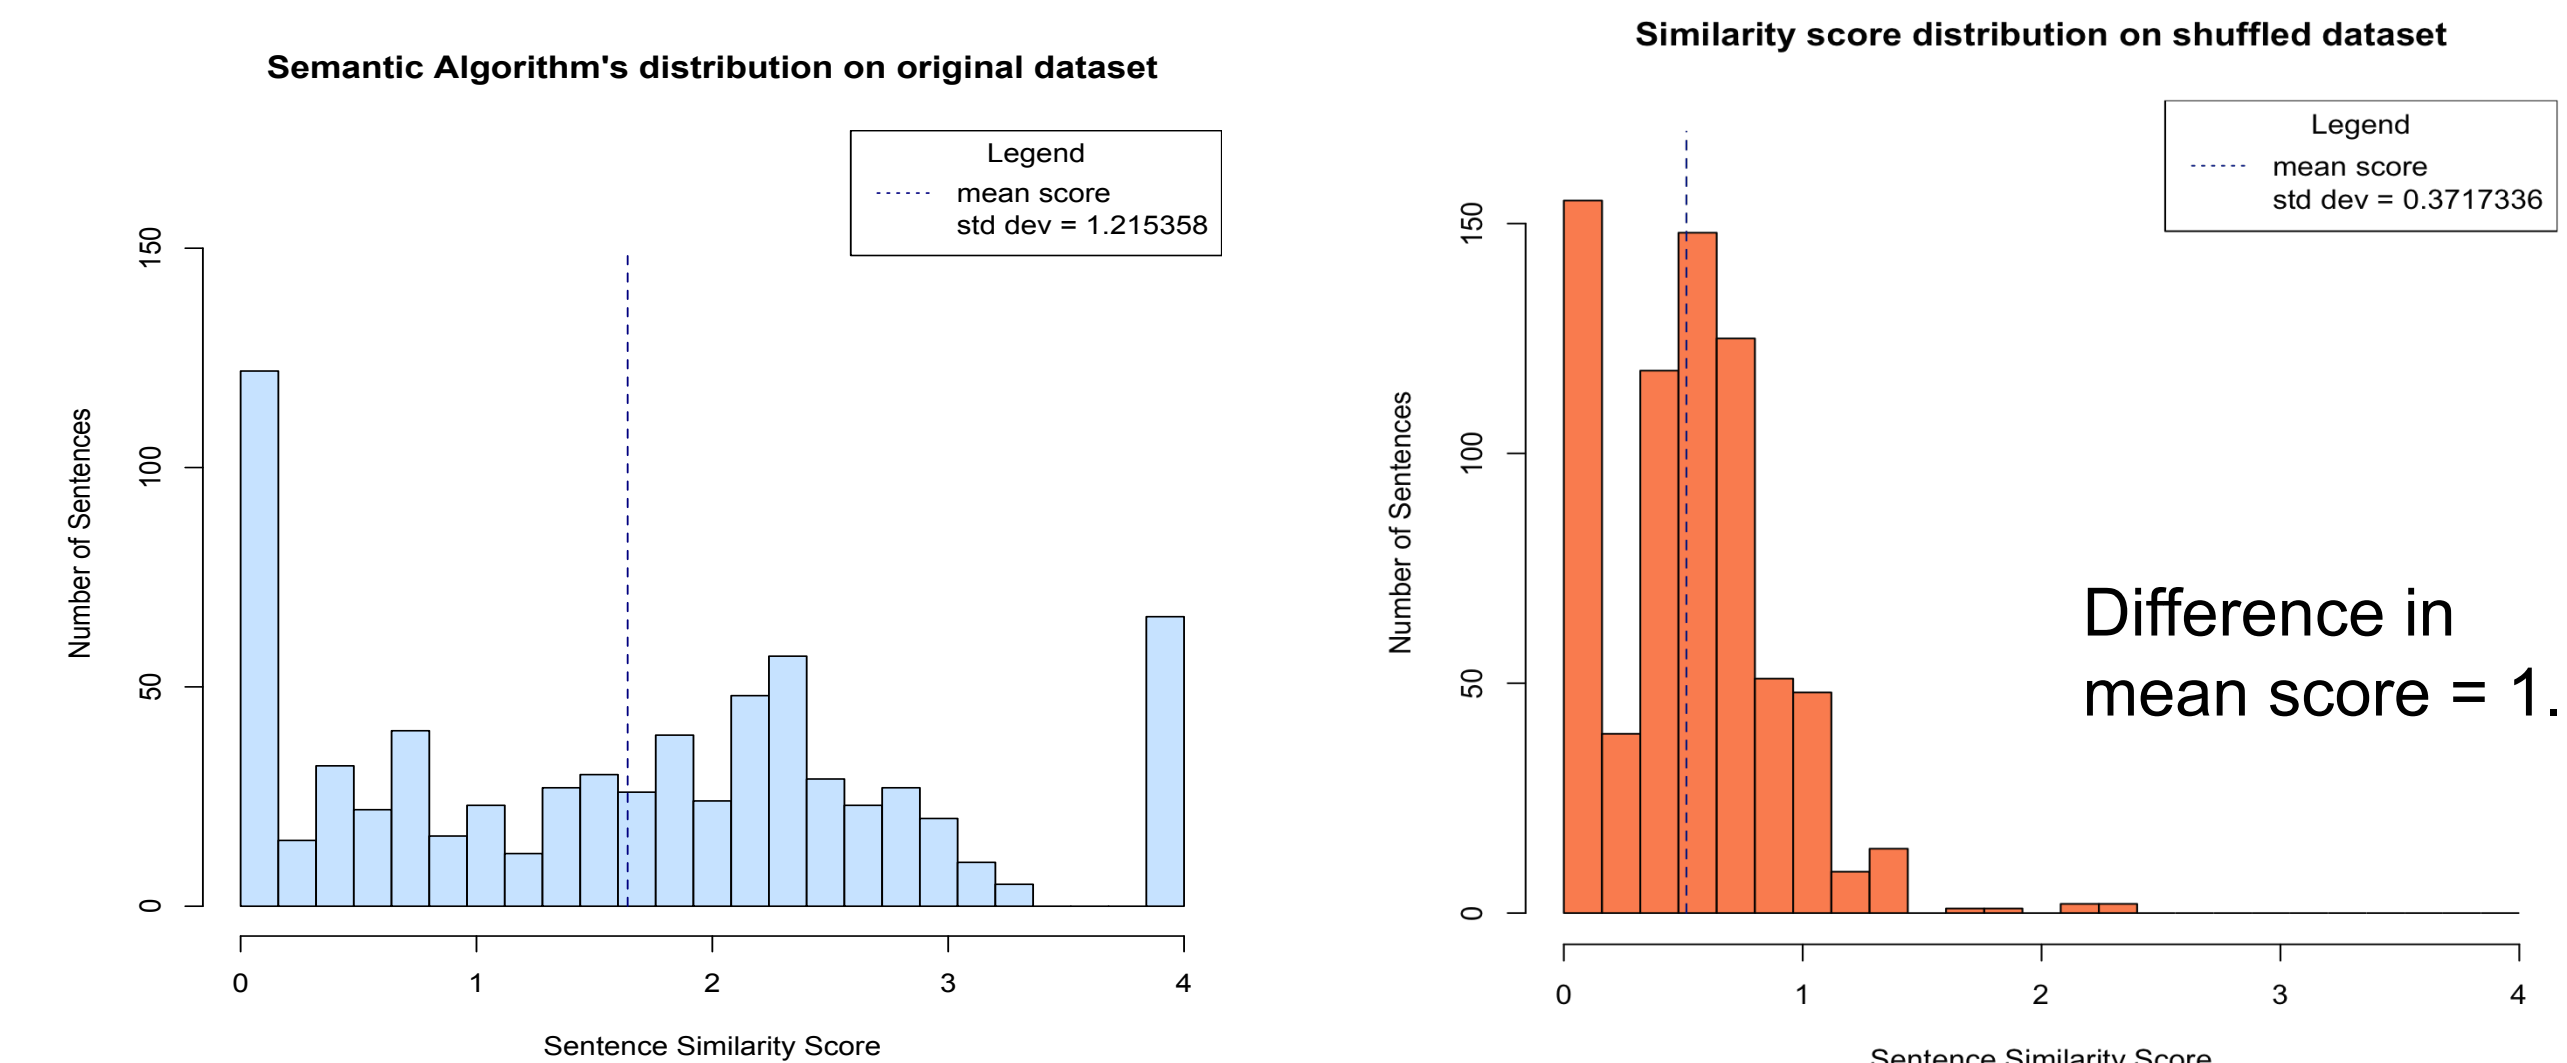 Semantic Algorithm's distribution on original dataset
Legend
mean score
std dev = 1.215358
Number of Sentences
150
100
50
0
0 1 2 3 4
Sentence Similarity Score
Similarity score distribution on shuffled dataset
Legend
mean score
std dev = 0.3717336
Number of Sentences
150
100
50
0
Difference in
mean score = 1.
0 1 2 3 4
Sentence Similarity Score